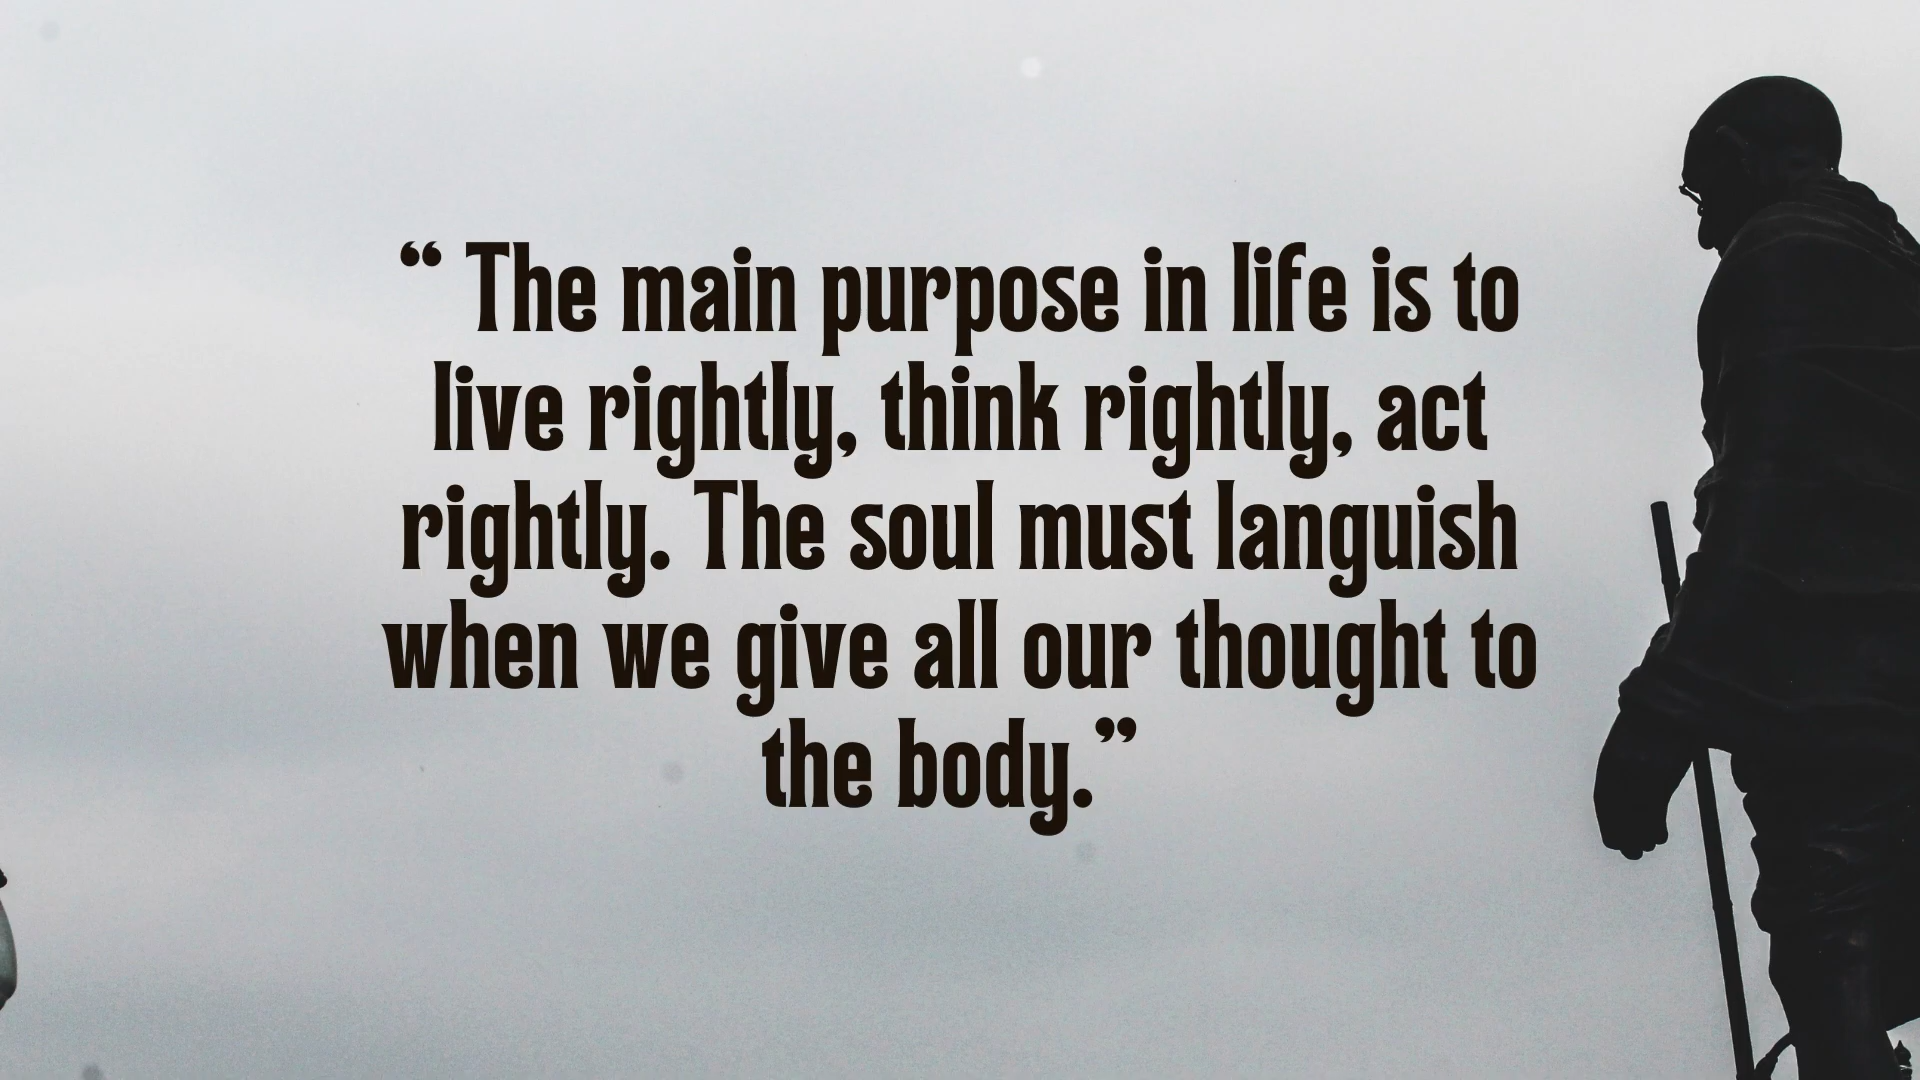 “ The main purpose in life is to
live rightly, think rightly, act
rightly. The soul must languish
when we give all our thought to
the body.”